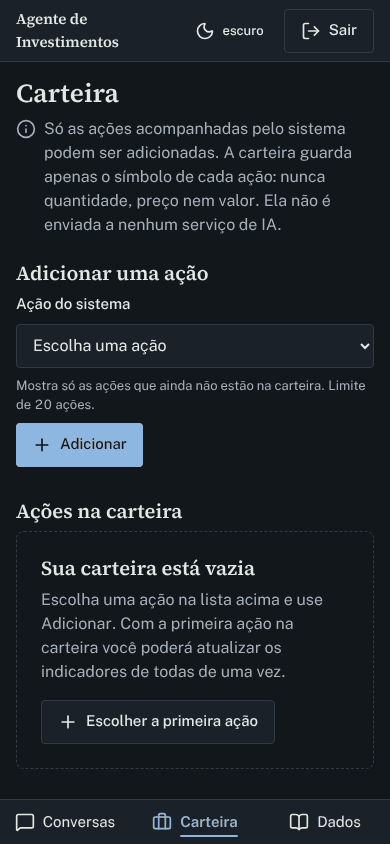 Agente de
Investimentos
escuro
Sair
Carteira
Só as ações acompanhadas pelo sistema
podem ser adicionadas. A carteira guarda
apenas o símbolo de cada ação: nunca
quantidade, preço nem valor. Ela não é
enviada a nenhum serviço de IA.
Adicionar uma ação
Ação do sistema
Escolha uma ação
Mostra só as ações que ainda não estão na carteira. Limite
de 20 ações.
Adicionar
Ações na carteira
Sua carteira está vazia
Escolha uma ação na lista acima e use
Adicionar. Com a primeira ação na
carteira você poderá atualizar os
indicadores de todas de uma vez.
Escolher a primeira ação
Conversas
Carteira
Dados